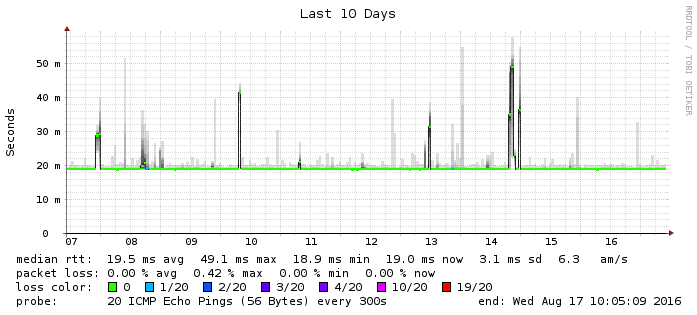 Last 10 Days
RRDTOOL / TOBI OETIKER
Seconds
50 m
40 m
30 m
20 m
10 m
0
07 08 09 10 11 12 13 14 15 16
median rtt: 19.5 ms avg 49.1 ms max 18.9 ms min 19.0 ms now 3.1 ms sd 6.3 am/s
packet loss: 0.00 % avg 0.42 % max 0.00 % min 0.00 % now
loss color: 0 1/20 2/20 3/20 4/20 10/20 19/20
probe: 20 ICMP Echo Pings (56 Bytes) every 300s end: Wed Aug 17 10:05:09 2016